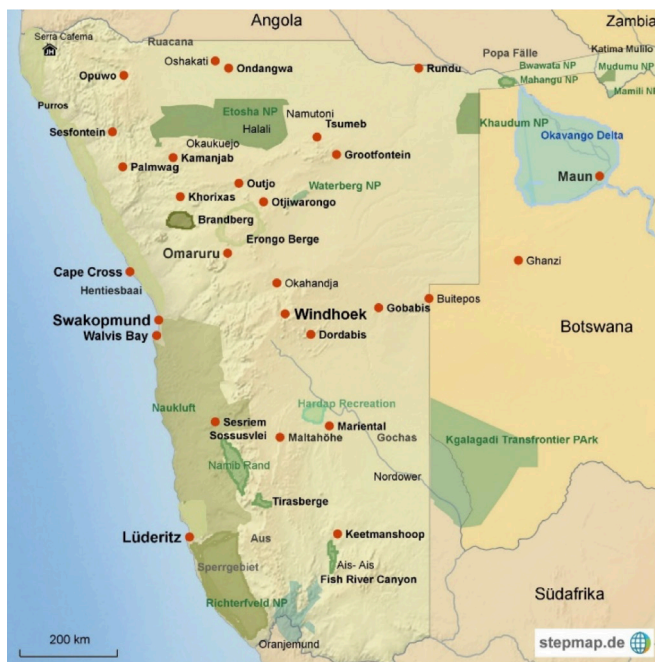 Angola
Zambia
Serra Cafema
Ruacana
Oshakati
Ondangwa
Rundu
Popa Fälle
Katima Mulilo
Bwawata NP
Mudumu NP
Mahangu NP
Mamili NP
Opuwo
Purros
Etosha NP
Namutoni
Halali
Tsumeb
Khaudum NP
Okavango Delta
Sesfontein
Okaukuejo
Kamanjab
Grootfontein
Palmwag
Maun
Outjo
Waterberg NP
Khorixas
Otjiwarongo
Brandberg
Erongo Berge
Omaruru
Cape Cross
Ghanzi
Hentiesbaai
Okahandja
Buitepos
Gobabis
Swakopmund
Windhoek
Botswana
Walvis Bay
Dordabis
Naukluft
Hardap Recreation
Sesriem
Mariental
Sossusvlei
Maltahöhe
Gochas
Kgalagadi Transfrontier PArk
Namib Rand
Nordower
Tirasberge
Lüderitz
Aus
Keetmanshoop
Sperrgebiet
Ais- Ais
Fish River Canyon
Südafrika
Richterfveld NP
Oranjemund
200 km
stepmap.de